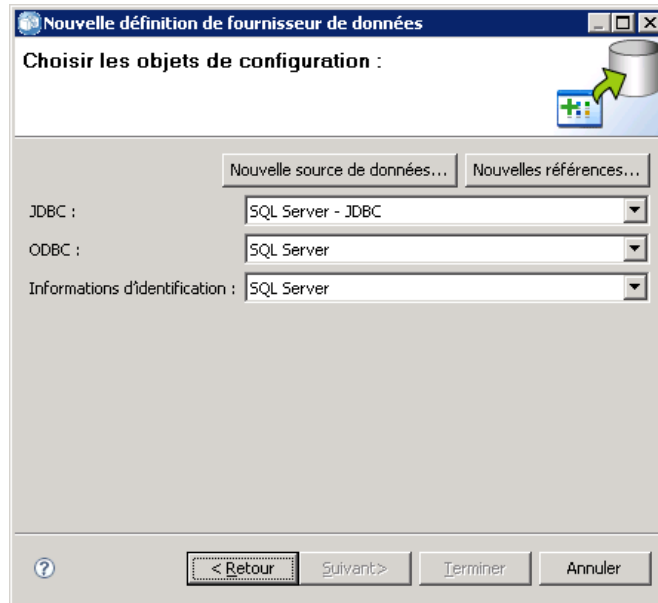 Nouvelle définition de fournisseur de données
Choisir les objets de configuration :
Nouvelle source de données... Nouvelles références...
JDBC : SQL Server - JDBC
ODBC : SQL Server
Informations d'identification : SQL Server
? < Retour Suivant> Terminer Annuler